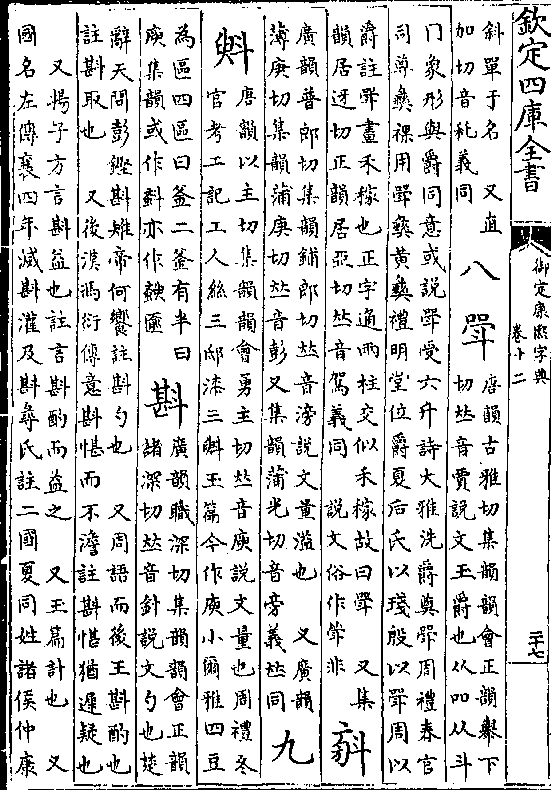 欽定四庫全書
御定康熙字典
卷十二
二十七
斜單于名　又直
加切音秅義同
八
斝
唐韻古雅切集韻韻會正韻舉下
切𠀤音賈說文玉爵也从吅从斗
冂象形與爵同意或說斝受六升詩大雅洗爵奠斝周禮春官
司尊彝祼用斝彝黄彝禮明堂位爵夏后氏以琖殷以斝周以
爵註斝畫禾稼也正字通兩柱交似禾稼故曰斝　又集
韻居迓切正韻居亞切𠀤音駕義同　說文俗作斚非
廣韻普郎切集韻鋪郎切𠀤音滂說文量溢也　又廣韻
薄庚切集韻蒲庚切𠀤音彭又集韻蒲光切音旁義𠀤同
九
斞
唐韻以主切集韻韻會勇主切𠀤音庾說文量也周禮冬
官考工記工人絲三邸漆三斞玉篇今作庾小爾雅四豆
為區四區曰釜二釜有半曰
庾集韻或作亦作匬
斟
廣韻職深切集韻韻會正韻
諸深切𠀤音針說文勺也楚
辭天問彭鏗斟雉帝何饗註斟勺也　又周語而後王斟酌也
註斟取也　又後漢馮衍傳意斟愖而不澹註斟愖猶遲疑也
又揚子方言斟益也註言斟酌而益之　又玉篇計也　又
國名左傳襄四年滅斟灌及斟尋氏註二國夏同姓諸侯仲康